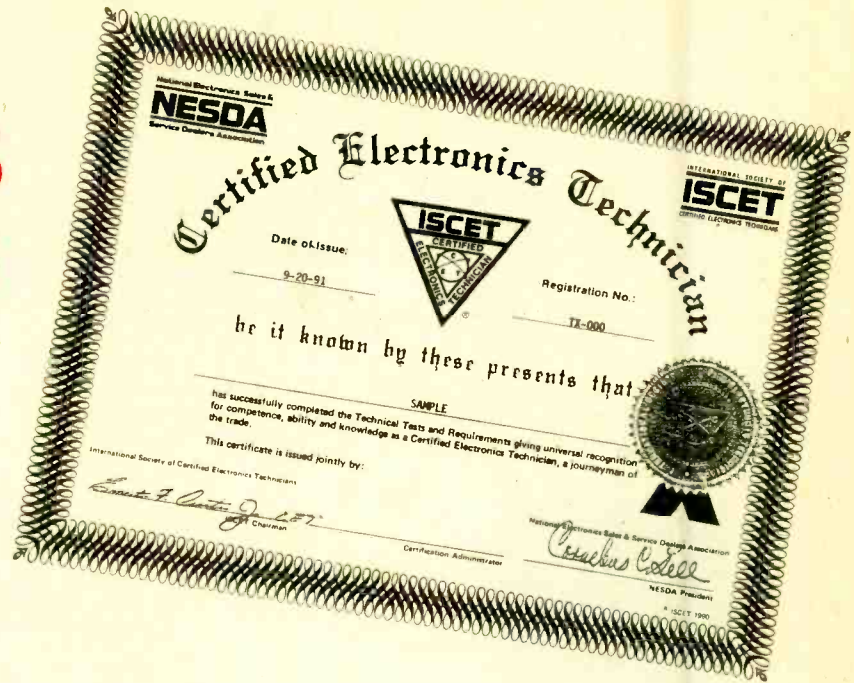 National Electronics Sales &
NESDA
Service Dealers Association
INTERNATIONAL SOCIETY OF
ISCET
CERTIFIED ELECTRONICS TECHNICIANS
Certified Electronics Technician
ISCET
CERTIFIED
ELECTRONICS
TECHNICIAN
C
E
T
®
Date of Issue:
9-20-91
Registration No.:
TX-000
be it known by these presents that
SAMPLE
has successfully completed the Technical Tests and Requirements giving universal recognition
for competence, ability and knowledge as a Certified Electronics Technician, a journeyman of
the trade.
This certificate is issued jointly by:
International Society of Certified Electronics Technicians
ISCET Chairman
Certification Administrator
National Electronics Sales & Service Dealers Association
NESDA President
© ISCET 1990